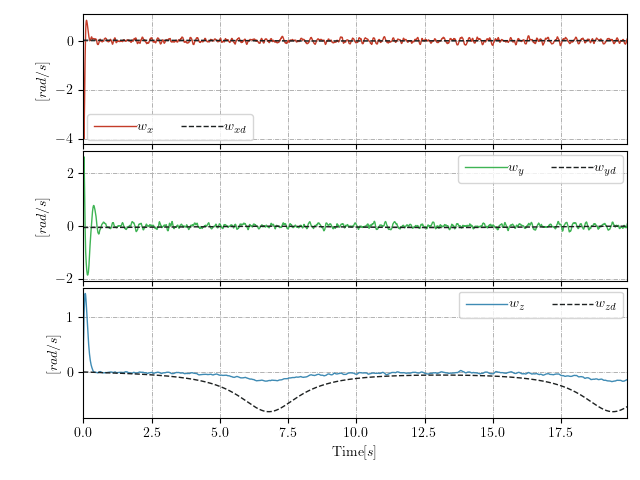 0
−2
−4
[rad/s]
w_x w_xd
2
0
−2
[rad/s]
w_y w_yd
1
0
[rad/s]
w_z w_zd
0.0 2.5 5.0 7.5 10.0 12.5 15.0 17.5
Time[s]